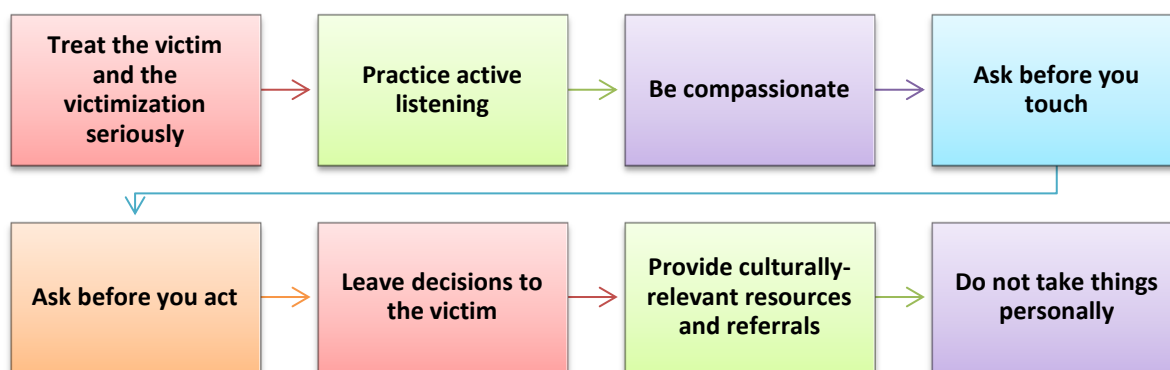 Treat the victim
and the
victimization
seriously
Practice active
listening
Be compassionate
Ask before you
touch
Ask before you act
Leave decisions to
the victim
Provide culturally-
relevant resources
and referrals
Do not take things
personally